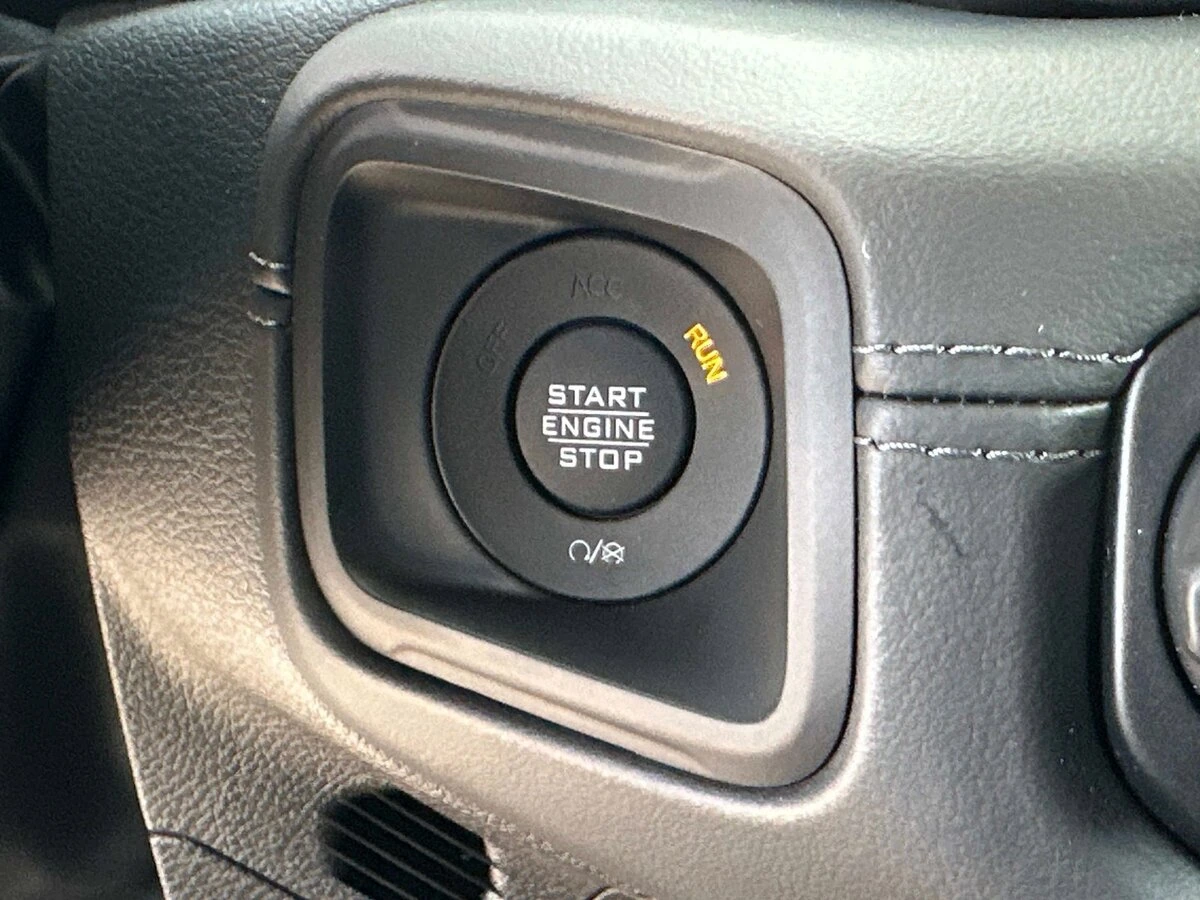 ACC
OFF
RUN
START
ENGINE
STOP